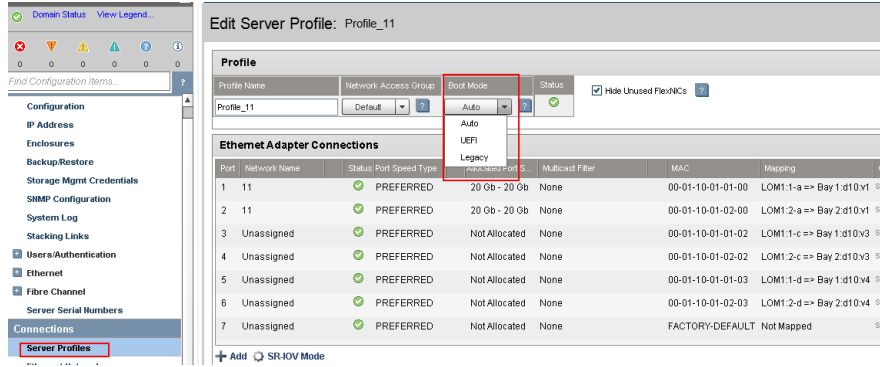 Domain Status View Legend...
0 0 0 0 0 0
Find Configuration Items... ?
Configuration
IP Address
Enclosures
Backup/Restore
Storage Mgmt Credentials
SNMP Configuration
System Log
Stacking Links
Users/Authentication
Ethernet
Fibre Channel
Server Serial Numbers
Connections
Server Profiles
Edit Server Profile: Profile_11
Profile
Profile Name Network Access Group Boot Mode Status
Profile_11 Default ? Auto ? Hide Unused FlexNICs ?
Auto
UEFI
Legacy
Ethernet Adapter Connections
Port Network Name Status Port Speed Type Allocated Port S... Multicast Filter MAC Mapping
1 11 PREFERRED 20 Gb - 20 Gb None 00-01-10-01-01-00 LOM1:1-a => Bay 1:d10:v1
2 11 PREFERRED 20 Gb - 20 Gb None 00-01-10-01-02-00 LOM1:2-a => Bay 2:d10:v1
3 Unassigned PREFERRED Not Allocated None 00-01-10-01-01-02 LOM1:1-c => Bay 1:d10:v3
4 Unassigned PREFERRED Not Allocated None 00-01-10-01-02-02 LOM1:2-c => Bay 2:d10:v3
5 Unassigned PREFERRED Not Allocated None 00-01-10-01-01-03 LOM1:1-d => Bay 1:d10:v4
6 Unassigned PREFERRED Not Allocated None 00-01-10-01-02-03 LOM1:2-d => Bay 2:d10:v4
7 Unassigned PREFERRED Not Allocated None FACTORY-DEFAULT Not Mapped
Add SR-IOV Mode